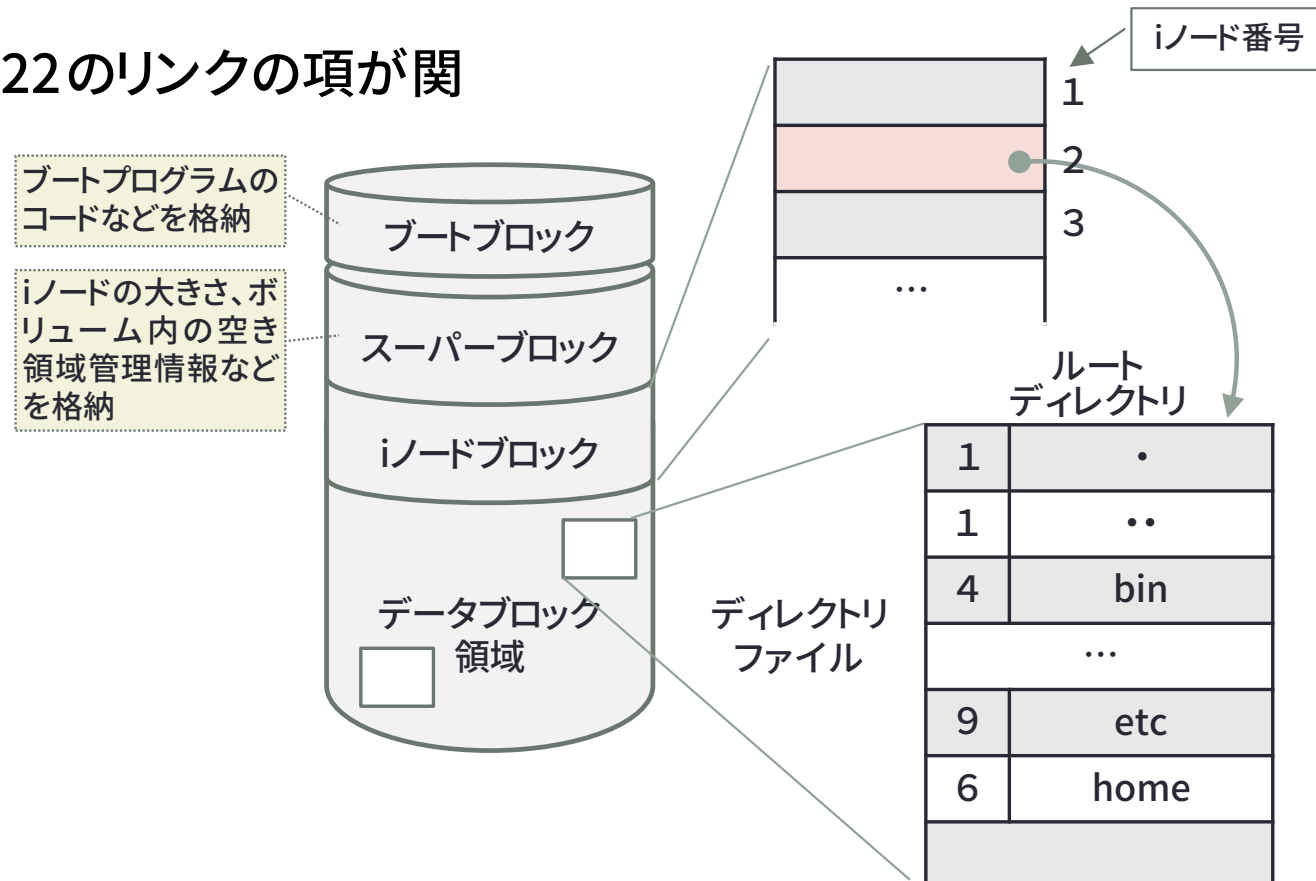 22のリンクの項が関
iノード番号
1
2
3
…
ブートプログラムの
コードなどを格納
iノードの大きさ、ボ
リューム内の空き
領域管理情報など
を格納
ブートブロック
スーパーブロック
iノードブロック
データブロック
領域
ディレクトリ
ファイル
ルート
ディレクトリ
1 ・
1 ・・
4 bin
…
9 etc
6 home